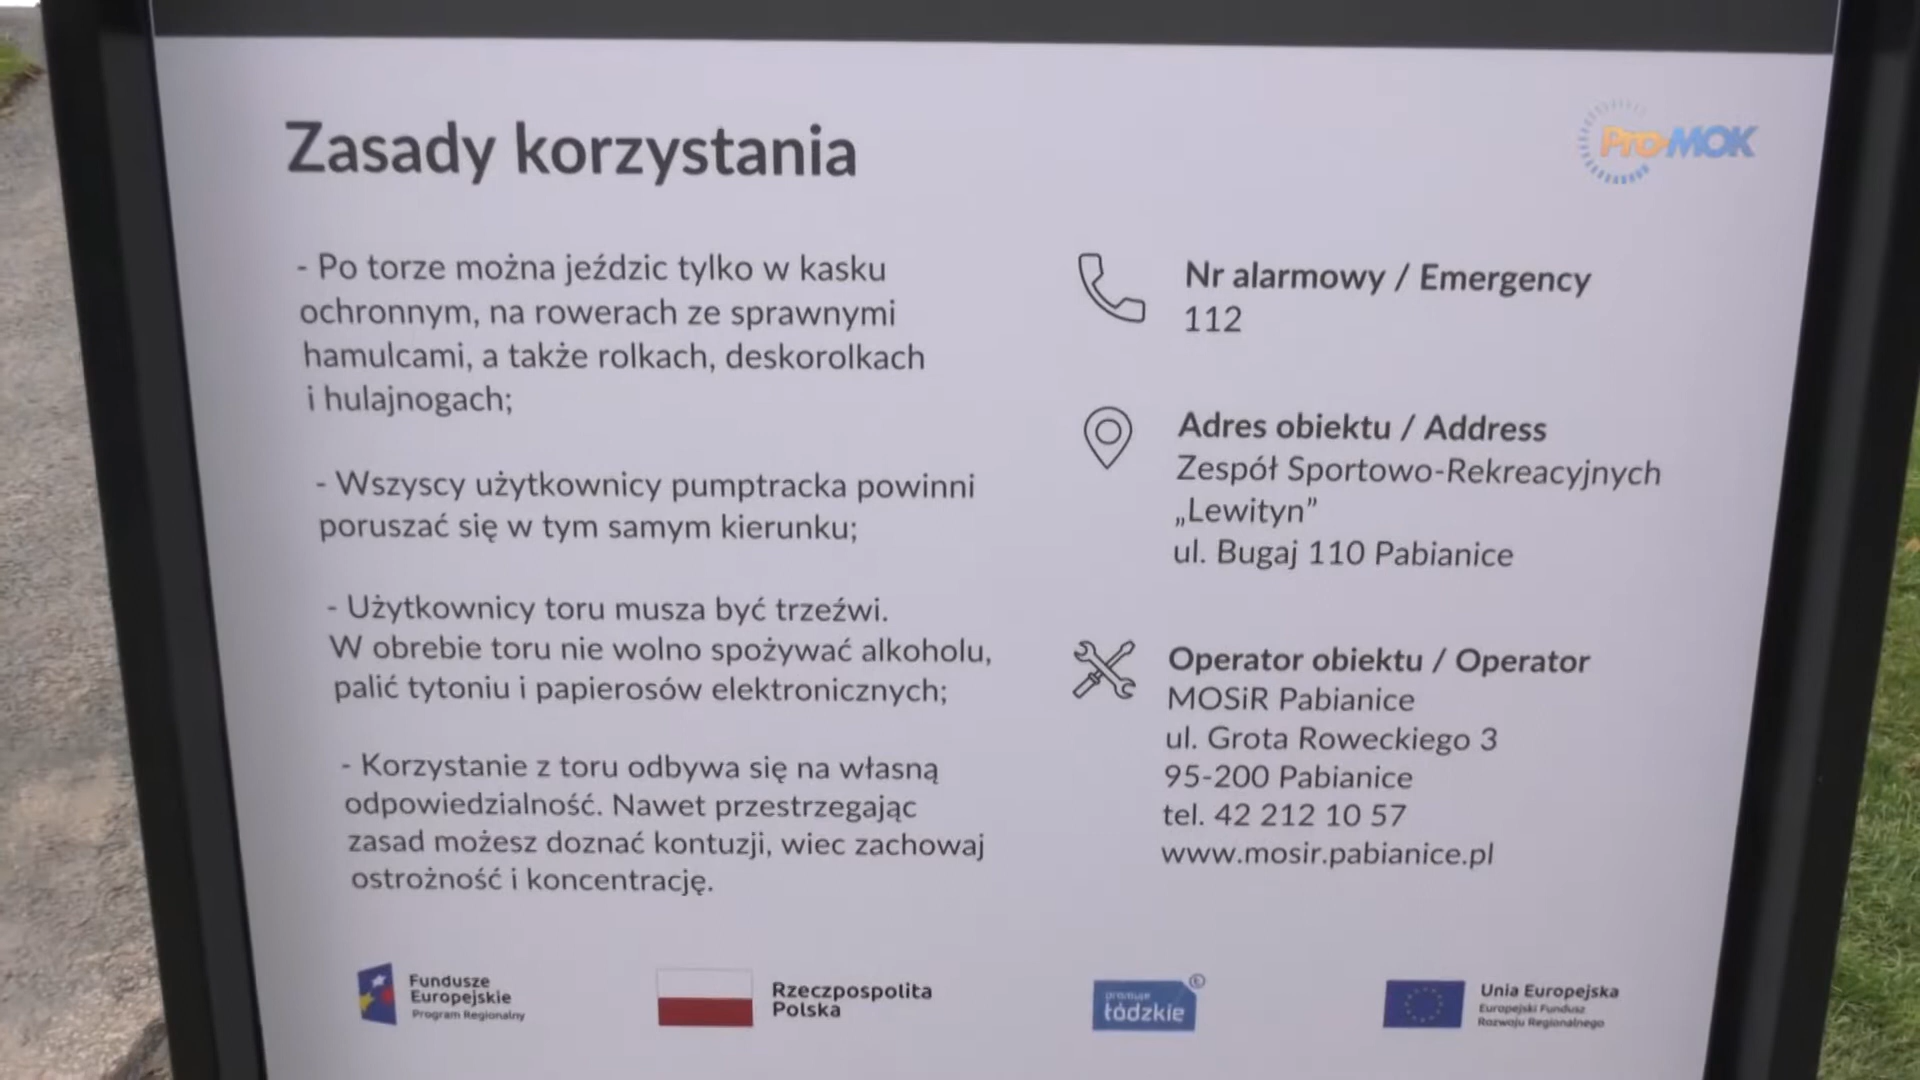 Zasady korzystania
- Po torze można jeździc tylko w kasku
ochronnym, na rowerach ze sprawnymi
hamulcami, a także rolkach, deskorolkach
i hulajnogach;
- Wszyscy użytkownicy pumptracka powinni
poruszać się w tym samym kierunku;
- Użytkownicy toru musza być trzeźwi.
W obrebie toru nie wolno spożywać alkoholu,
palić tytoniu i papierosów elektronicznych;
- Korzystanie z toru odbywa się na własną
odpowiedzialność. Nawet przestrzegając
zasad możesz doznać kontuzji, wiec zachowaj
ostrożność i koncentrację.
Pro-MOK
Nr alarmowy / Emergency
112
Adres obiektu / Address
Zespół Sportowo-Rekreacyjnych
„Lewityn”
ul. Bugaj 110 Pabianice
Operator obiektu / Operator
MOSiR Pabianice
ul. Grota Roweckiego 3
95-200 Pabianice
tel. 42 212 10 57
www.mosir.pabianice.pl
Fundusze
Europejskie
Program Regionalny
Rzeczpospolita
Polska
promuje
łódzkie
Unia Europejska
Europejski Fundusz
Rozwoju Regionalnego